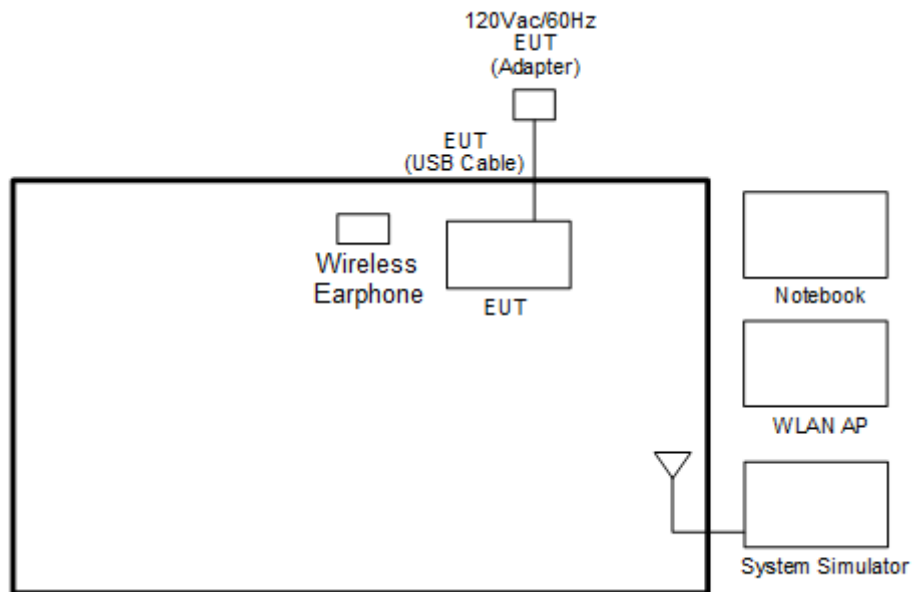 120Vac/60Hz
EUT
(Adapter)
EUT
(USB Cable)
Wireless
Earphone
EUT
Notebook
WLAN AP
System Simulator